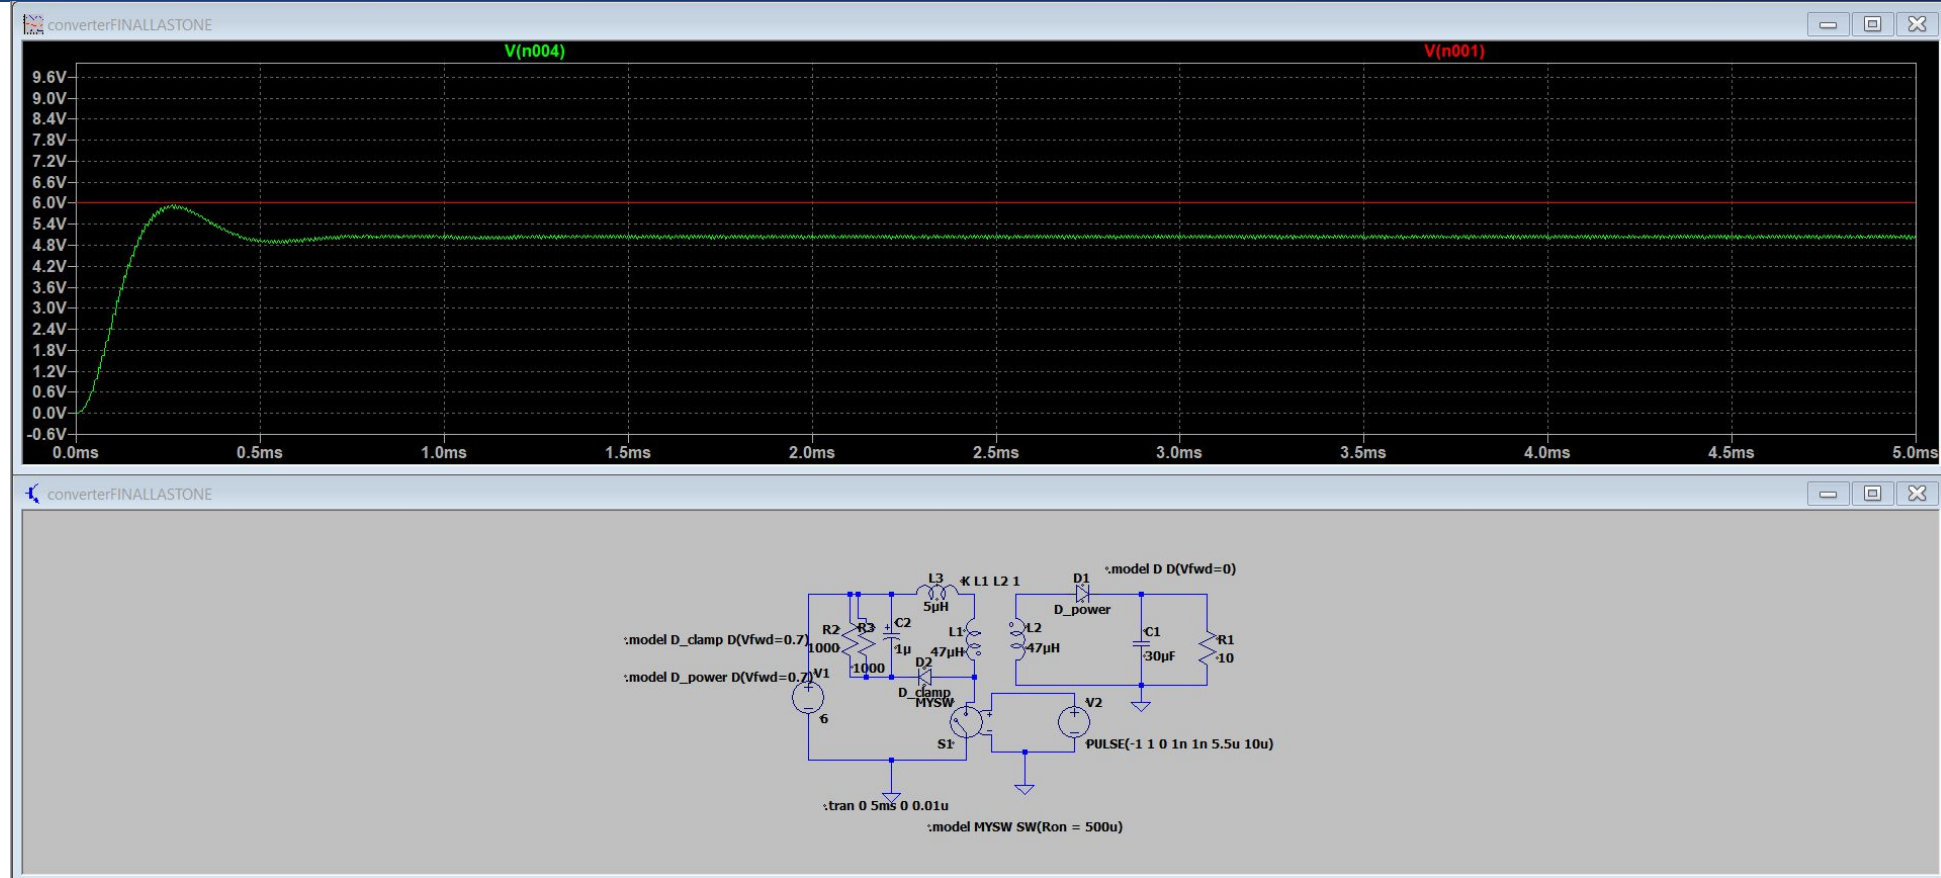 converterFINALLASTONE
V(n004) V(n001)
9.6V
9.0V
8.4V
7.8V
7.2V
6.6V
6.0V
5.4V
4.8V
4.2V
3.6V
3.0V
2.4V
1.8V
1.2V
0.6V
0.0V
-0.6V
0.0ms 0.5ms 1.0ms 1.5ms 2.0ms 2.5ms 3.0ms 3.5ms 4.0ms 4.5ms 5.0ms
converterFINALLASTONE
.model D D(Vfwd=0)
L3 K L1 L2 1 D1
5µH D_power
C2
R2 R3 L1 L2 C1 R1
.model D_clamp D(Vfwd=0.7)
1000 1µ 47µH 47µH 30µF 10
D2
1000
.model D_power D(Vfwd=0.7)
V1
D_clamp
MYSW V2
6
S1 PULSE(-1 1 0 1n 1n 5.5u 10u)
.tran 0 5ms 0 0.01u
.model MYSW SW(Ron = 500u)